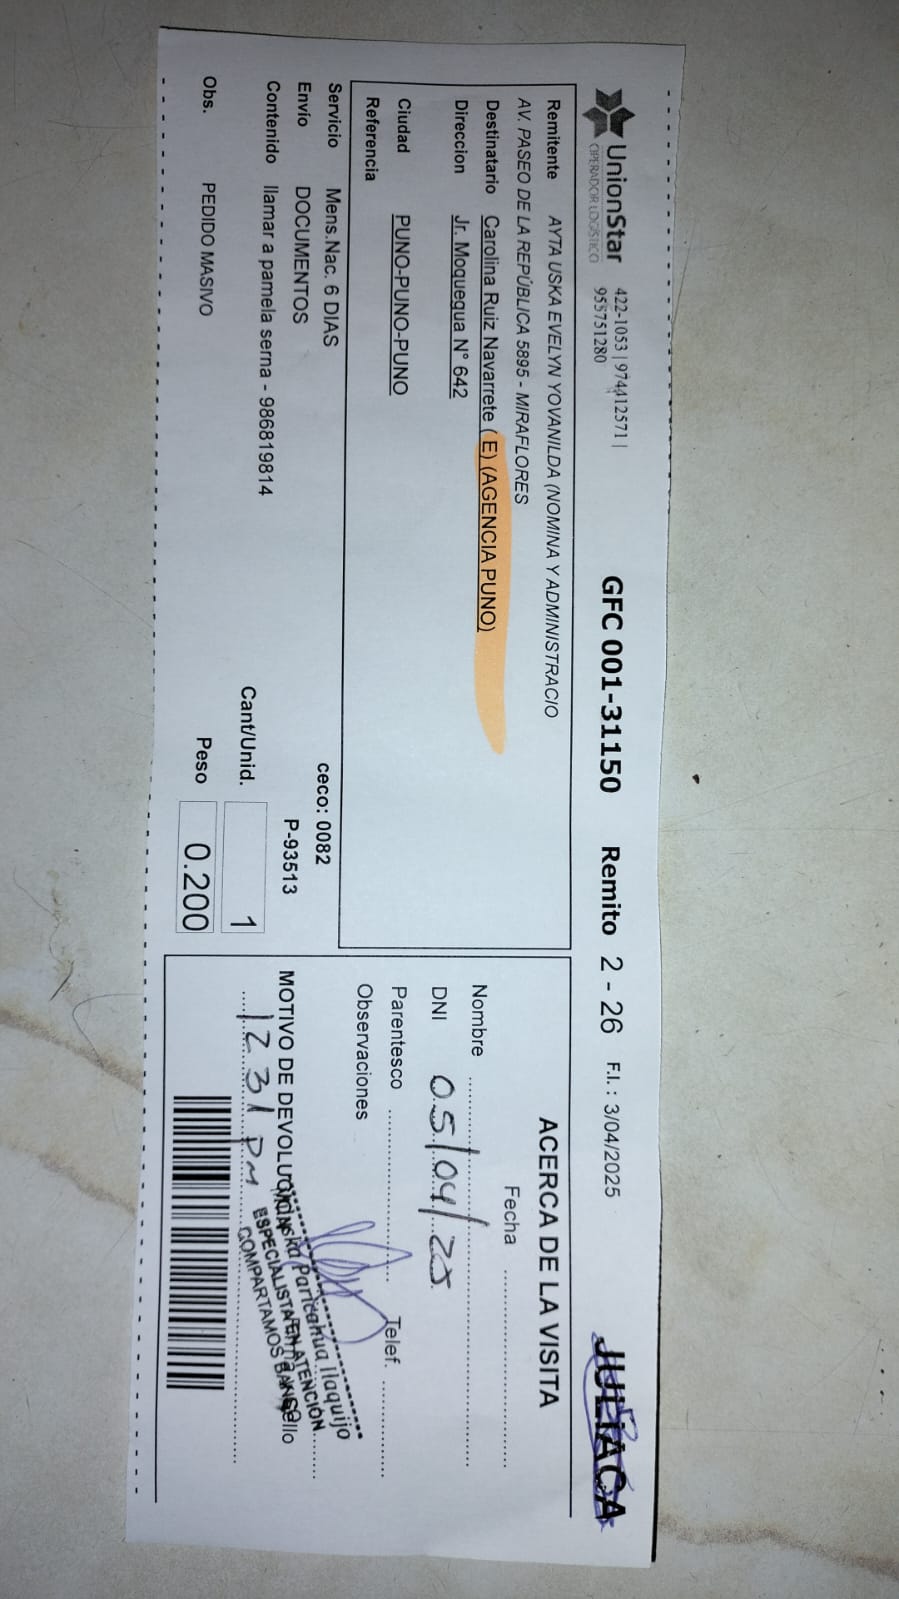 UnionStar
OPERADOR LOGÍSTICO
422-1053 | 974412571 |
955751280
GFC 001-31150
Remito 2 - 26
F.I. : 3/04/2025
JULIACA
Remitente AYTA USKA EVELYN YOVANILDA (NOMINA Y ADMINISTRACIO
AV. PASEO DE LA REPÚBLICA 5895 - MIRAFLORES
Destinatario Carolina Ruiz Navarrete ( E) (AGENCIA PUNO)
Direccion Jr. Moquegua N° 642
Ciudad PUNO-PUNO-PUNO
Referencia
Servicio Mens.Nac. 6 DIAS
ceco: 0082
Envío DOCUMENTOS
P-93513
Contenido llamar a pamela serna - 986819814
Cant/Unid. 1
Obs. PEDIDO MASIVO
Peso 0.200
ACERCA DE LA VISITA
Fecha
Nombre
DNI 05/04/25
Parentesco
Telef.
Observaciones
MOTIVO DE DEVOLUCION
12 31 pm
Paricahua Ilaquijo
ESPECIALISTA EN ATENCIÓN
COMPARTAMOS BANCO